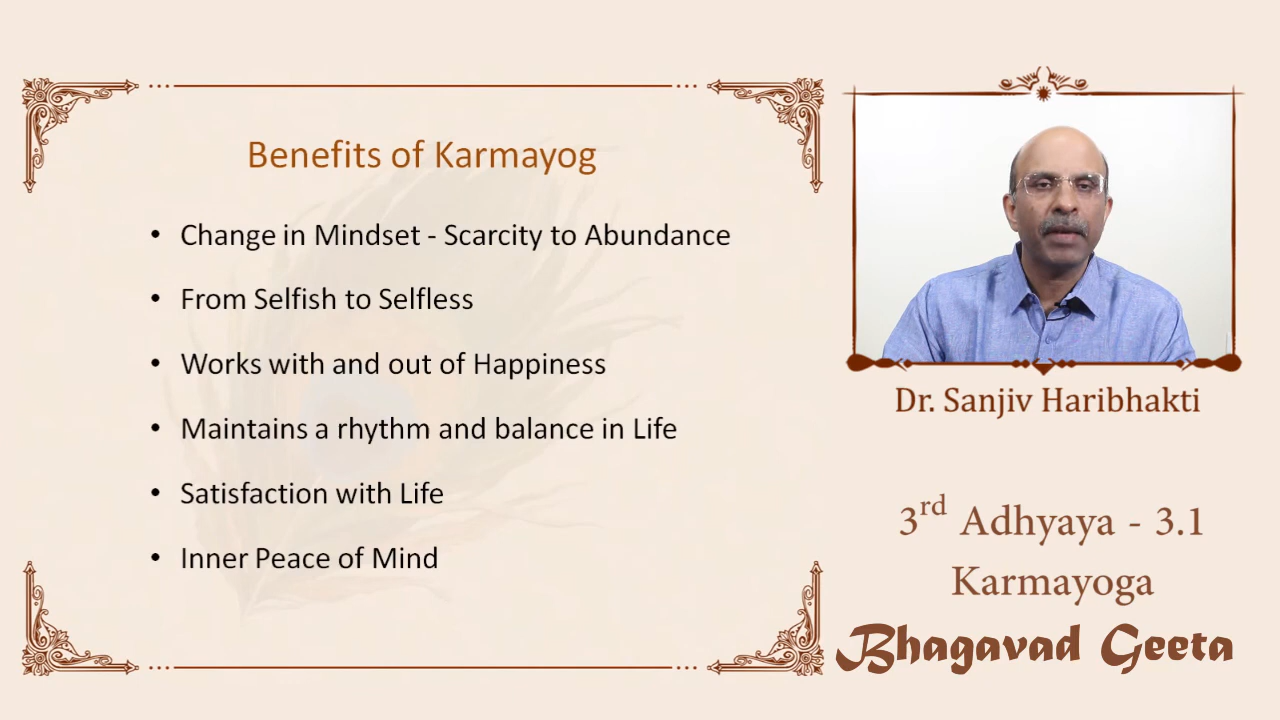 Benefits of Karmayog
• Change in Mindset - Scarcity to Abundance
• From Selfish to Selfless
• Works with and out of Happiness
• Maintains a rhythm and balance in Life
• Satisfaction with Life
• Inner Peace of Mind
Dr. Sanjiv Haribhakti
3rd Adhyaya - 3.1
Karmayoga
Bhagavad Geeta